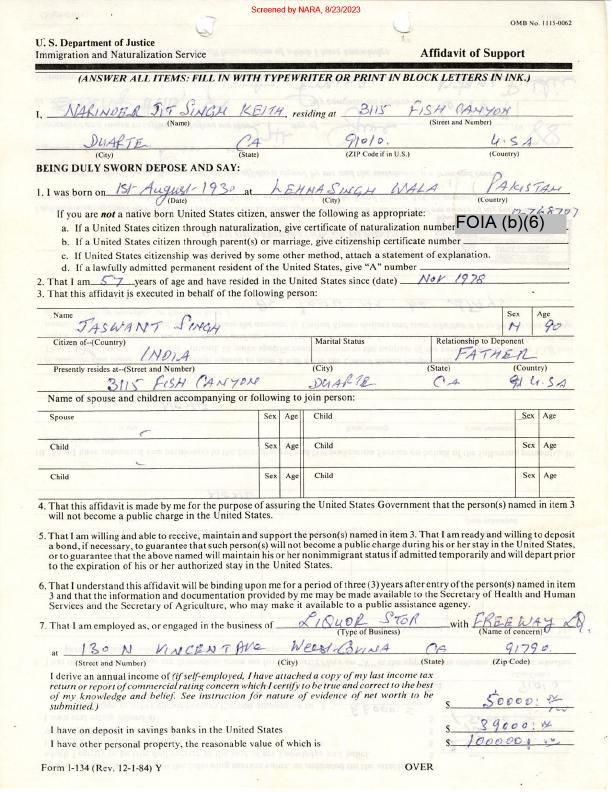 Screened by NARA, 8/23/2023
OMB No. 1115-0062
U. S. Department of Justice
Immigration and Naturalization Service Affidavit of Support
(ANSWER ALL ITEMS: FILL IN WITH TYPEWRITER OR PRINT IN BLOCK LETTERS IN INK.)
I, NARINDER JIT SINGH KEITH, residing at 3115 FISH CANYON
(Name) (Street and Number)
DUARTE CA 91010. U.SA
(City) (State) (ZIP Code if in U.S.) (Country)
BEING DULY SWORN DEPOSE AND SAY:
1. I was born on 1st August-1930 at LEHNA SINGH WALA PAKISTAN
(Date) (City) (Country)
If you are not a native born United States citizen, answer the following as appropriate:
a. If a United States citizen through naturalization, give certificate of naturalization number FOIA (b)(6)
b. If a United States citizen through parent(s) or marriage, give citizenship certificate number
c. If United States citizenship was derived by some other method, attach a statement of explanation.
d. If a lawfully admitted permanent resident of the United States, give "A" number
2. That I am 57 years of age and have resided in the United States since (date) NOV 1978
3. That this affidavit is executed in behalf of the following person:
Name Sex Age
JASWANT SINGH M 90
Citizen of--(Country) Marital Status Relationship to Deponent
INDIA FATHER
Presently resides at--(Street and Number) (City) (State) (Country)
3115 FISH CANYON DUARTE CA U.SA
Name of spouse and children accompanying or following to join person:
Spouse Sex Age Child Sex Age
Child Sex Age Child Sex Age
Child Sex Age Child Sex Age
4. That this affidavit is made by me for the purpose of assuring the United States Government that the person(s) named in item 3
will not become a public charge in the United States.
5. That I am willing and able to receive, maintain and support the person(s) named in item 3. That I am ready and willing to deposit
a bond, if necessary, to guarantee that such person(s) will not become a public charge during his or her stay in the United States,
or to guarantee that the above named will maintain his or her nonimmigrant status if admitted temporarily and will depart
prior to the expiration of his or her authorized stay in the United States.
6. That I understand this affidavit will be binding upon me for a period of three (3) years after entry of the person(s) named in item
3 and that the information and documentation provided by me may be made available to the Secretary of Health and Human
Services and the Secretary of Agriculture, who may make it available to a public assistance agency.
7. That I am employed as, or engaged in the business of LIQUOR STOR with FREEWAY
(Type of Business) (Name of concern)
at 130 N VINCENT AVE West COVINA CA 91790.
(Street and Number) (City) (State) (Zip Code)
I derive an annual income of (if self-employed, I have attached a copy of my last income
tax return or report of commercial rating concern which I certify to be true and correct to the best
of my knowledge and belief. See instruction for nature of evidence of net worth to be
submitted.) $ 50000
I have on deposit in savings banks in the United States $ 39000
I have other personal property, the reasonable value of which is $ 100000
Form I-134 (Rev. 12-1-84) Y OVER